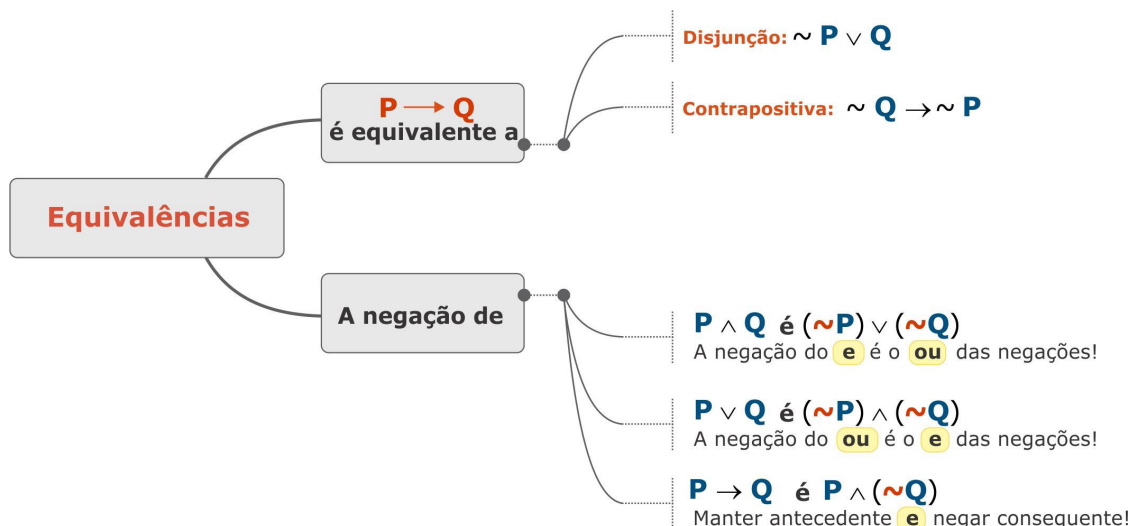 Disjunção: ~ P ∨ Q
P → Q
é equivalente a
Contrapositiva: ~ Q → ~ P
Equivalências
A negação de
P ∧ Q é (~P) ∨ (~Q)
A negação do e é o ou das negações!
P ∨ Q é (~P) ∧ (~Q)
A negação do ou é o e das negações!
P → Q é P ∧ (~Q)
Manter antecedente e negar consequente!